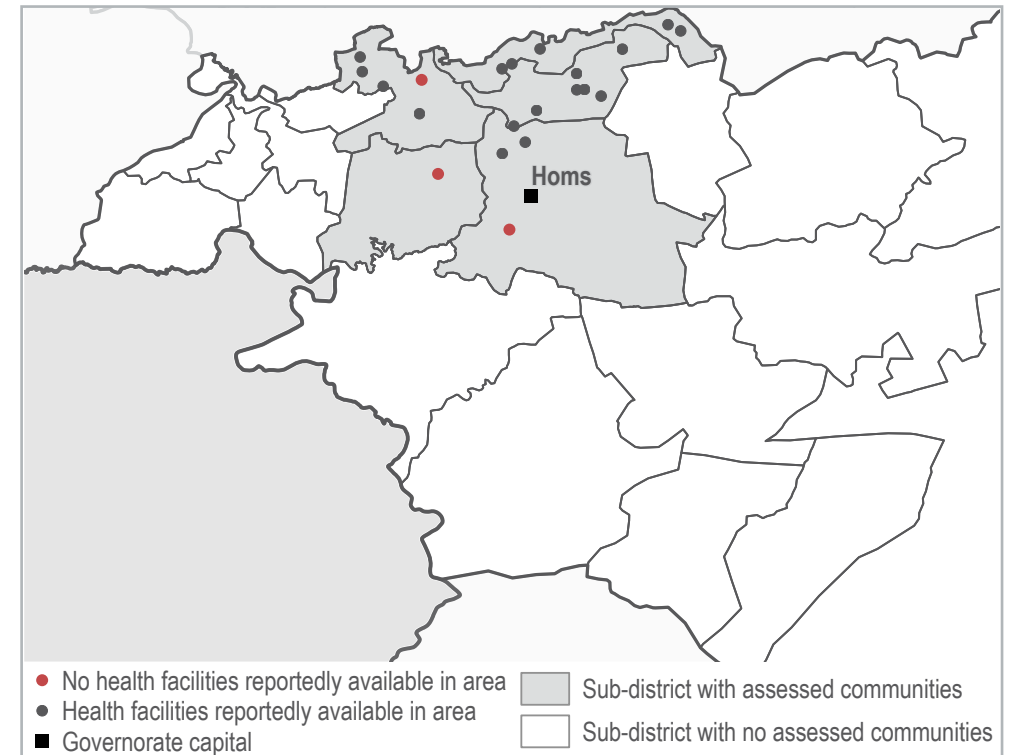 Homs
No health facilities reportedly available in area
Health facilities reportedly available in area
Governorate capital
Sub-district with assessed communities
Sub-district with no assessed communities